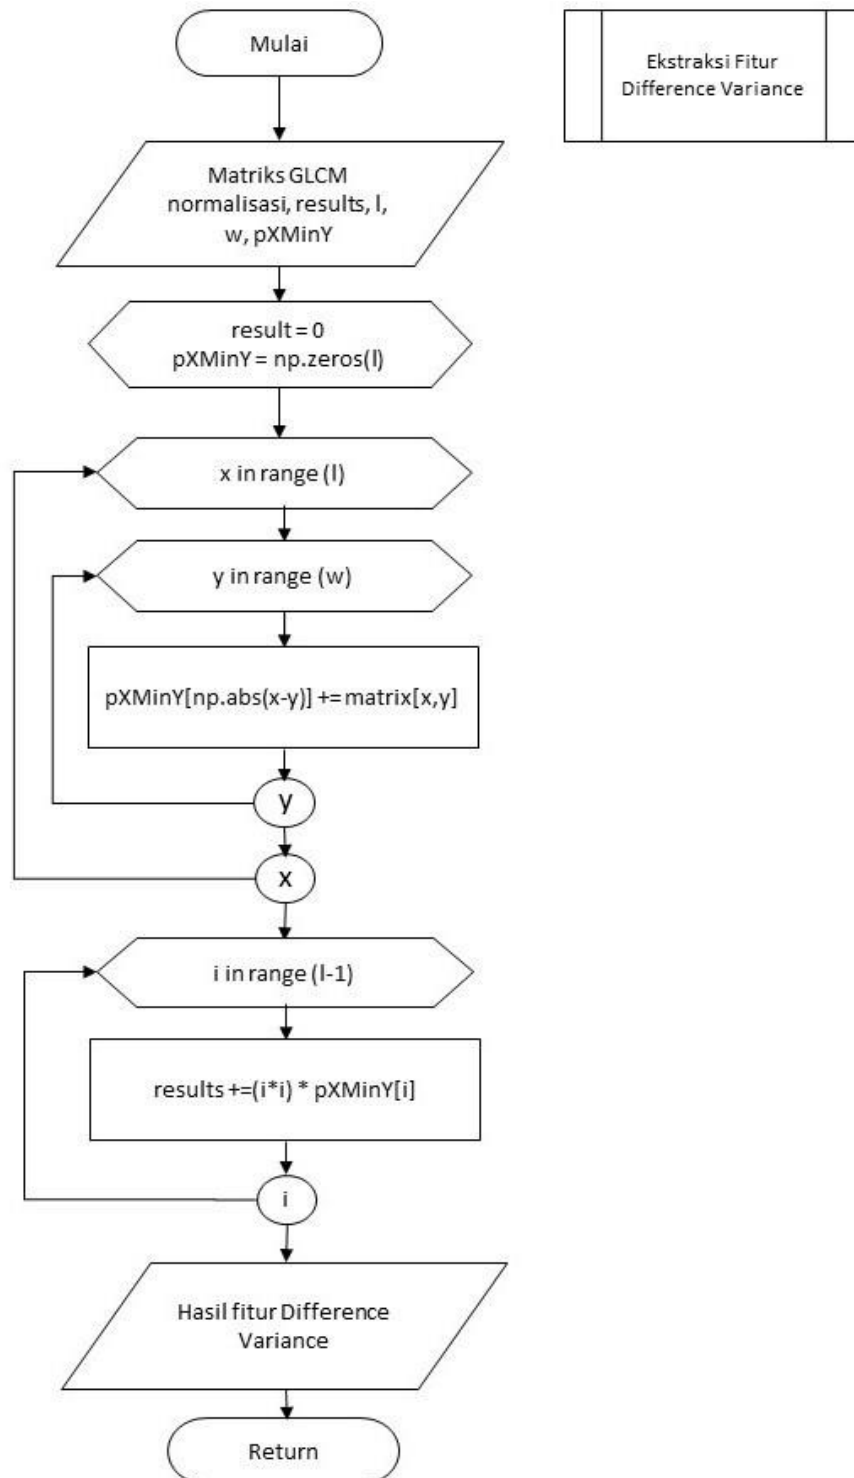 Mulai
Ekstraksi Fitur
Difference Variance
Matriks GLCM
normalisasi, results, l,
w, pXMinY
result = 0
pXMinY = np.zeros(l)
x in range (l)
y in range (w)
pXMinY[np.abs(x-y)] += matrix[x,y]
y
x
i in range (l-1)
results +=(i*i) * pXMinY[i]
i
Hasil fitur Difference
Variance
Return